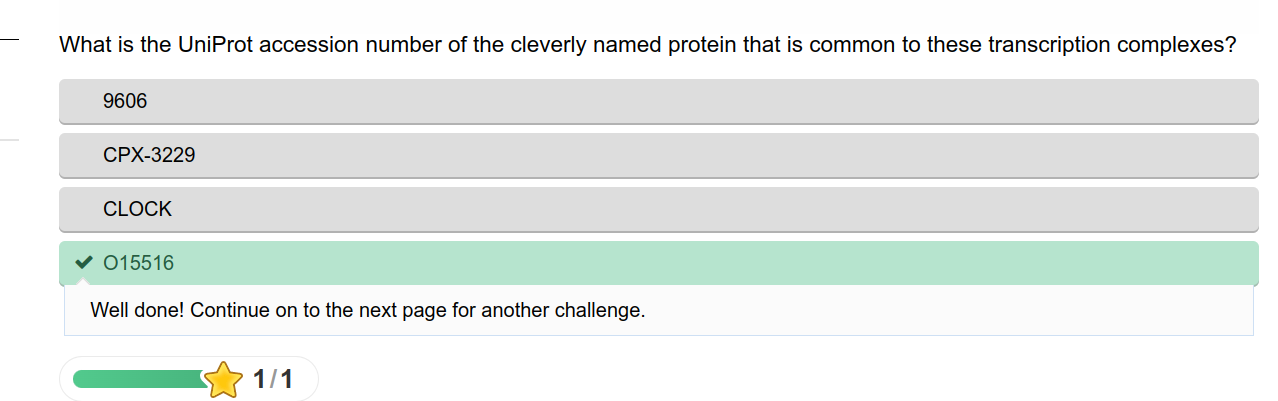 What is the UniProt accession number of the cleverly named protein that is common to these transcription complexes?
9606
CPX-3229
CLOCK
O15516
Well done! Continue on to the next page for another challenge.
1/1